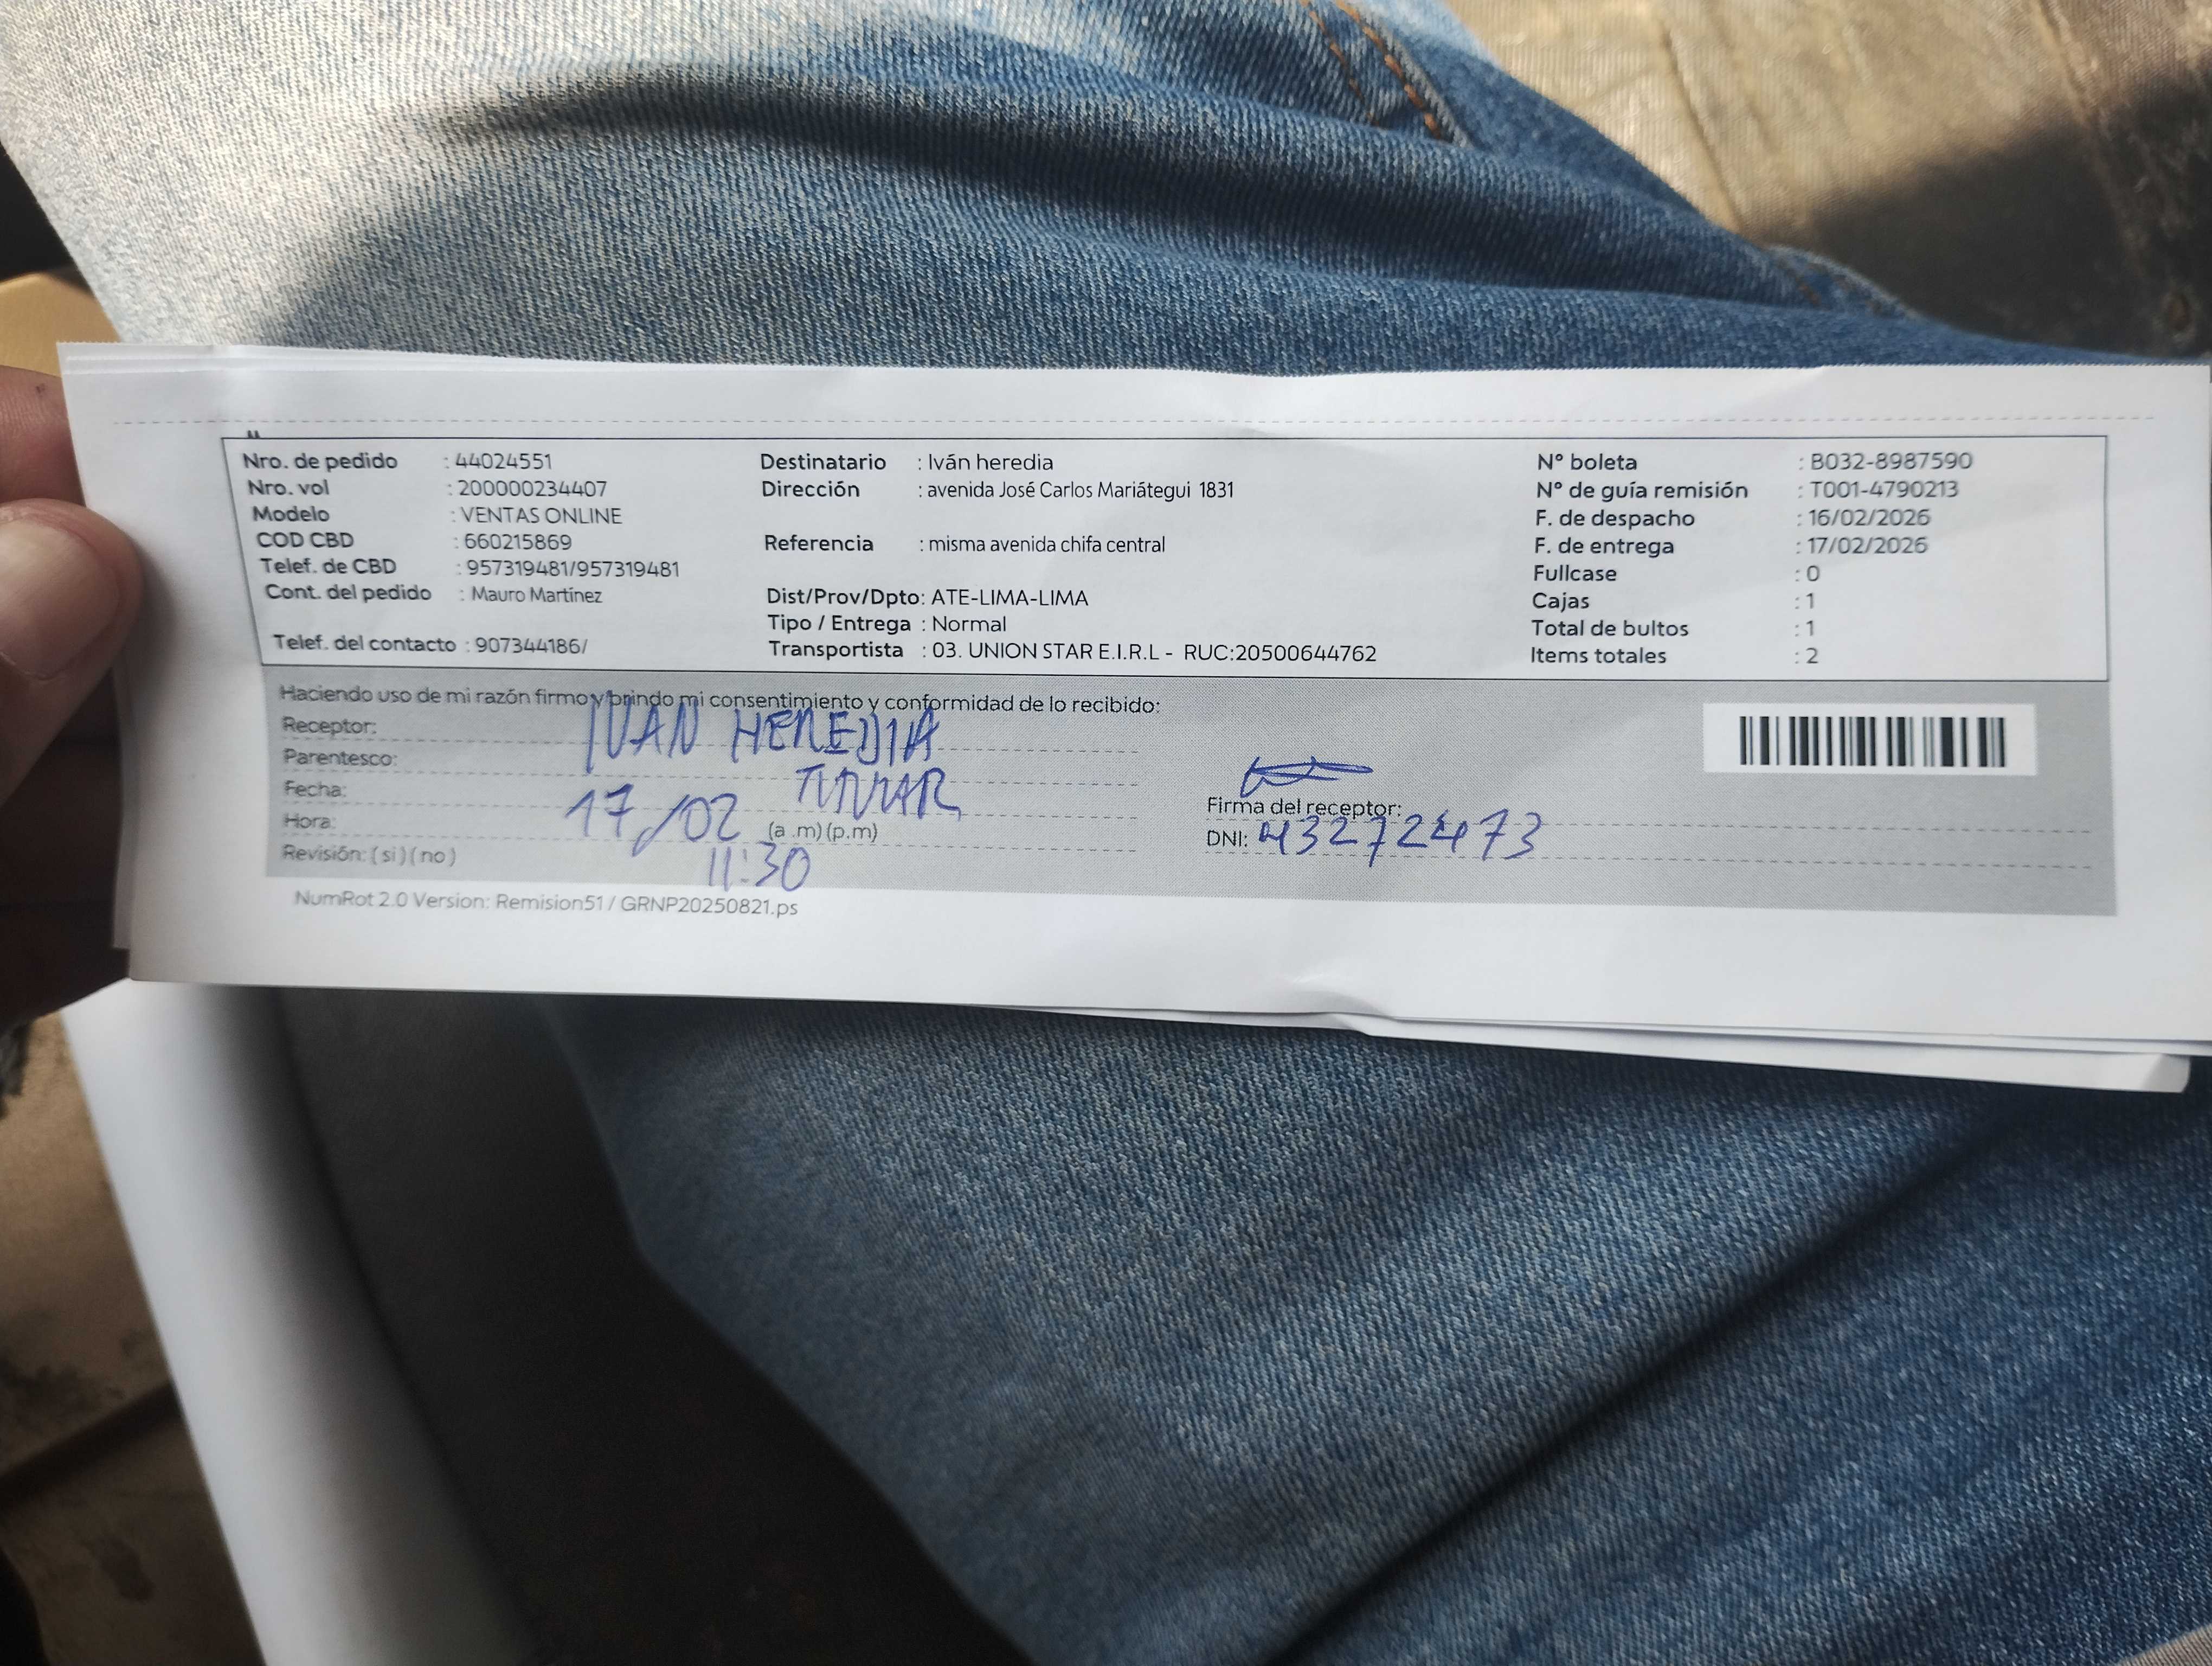 Nro. de pedido : 44024551
Nro. vol : 200000234407
Modelo : VENTAS ONLINE
COD CBD : 660215869
Telef. de CBD : 957319481/957319481
Cont. del pedido : Mauro Martínez
Telef. del contacto : 907344186/
Destinatario : Iván heredia
Dirección : avenida José Carlos Mariátegui 1831
Referencia : misma avenida chifa central
Dist/Prov/Dpto: ATE-LIMA-LIMA
Tipo / Entrega : Normal
Transportista : 03. UNION STAR E.I.R.L - RUC:20500644762
N° boleta : B032-8987590
N° de guía remisión : T001-4790213
F. de despacho : 16/02/2026
F. de entrega : 17/02/2026
Fullcase : 0
Cajas : 1
Total de bultos : 1
Items totales : 2
Haciendo uso de mi razón firmo y brindo mi consentimiento y conformidad de lo recibido:
Receptor: IVAN HEREDIA
Parentesco:
Fecha: 17/02
Hora: (a .m) (p.m)
11:30
Revisión: ( si ) ( no )
Firma del receptor:
DNI: 43272473
NumRot 2.0 Version: Remision51 / GRNP20250821.ps